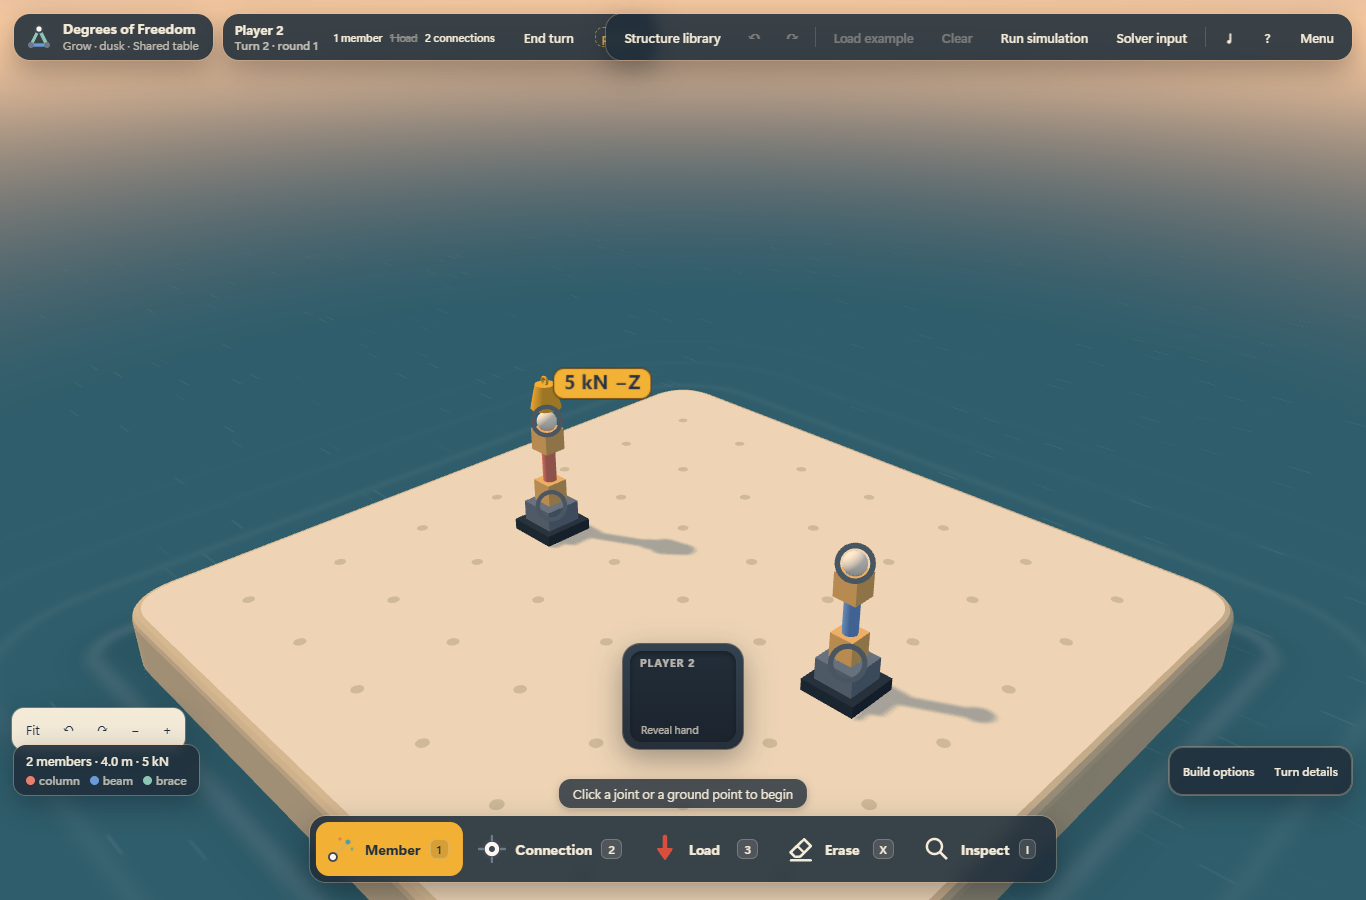 Degrees of Freedom
Grow · dusk · Shared table
Player 2
Turn 2 · round 1
1 member 1 load 2 connections
End turn
Structure library
Load example
Clear
Run simulation
Solver input
?
Menu
5 kN –Z
PLAYER 2
Reveal hand
Fit
–
+
2 members · 4.0 m · 5 kN
column beam brace
Build options
Turn details
Click a joint or a ground point to begin
Member 1
Connection 2
Load 3
Erase X
Inspect I